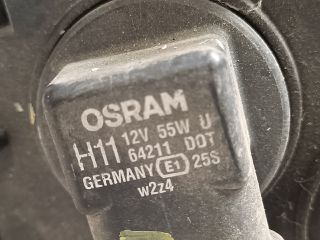 OSRAM
H11 12V 55W U
64211 DOT
GERMANY E1 25S
w2z4